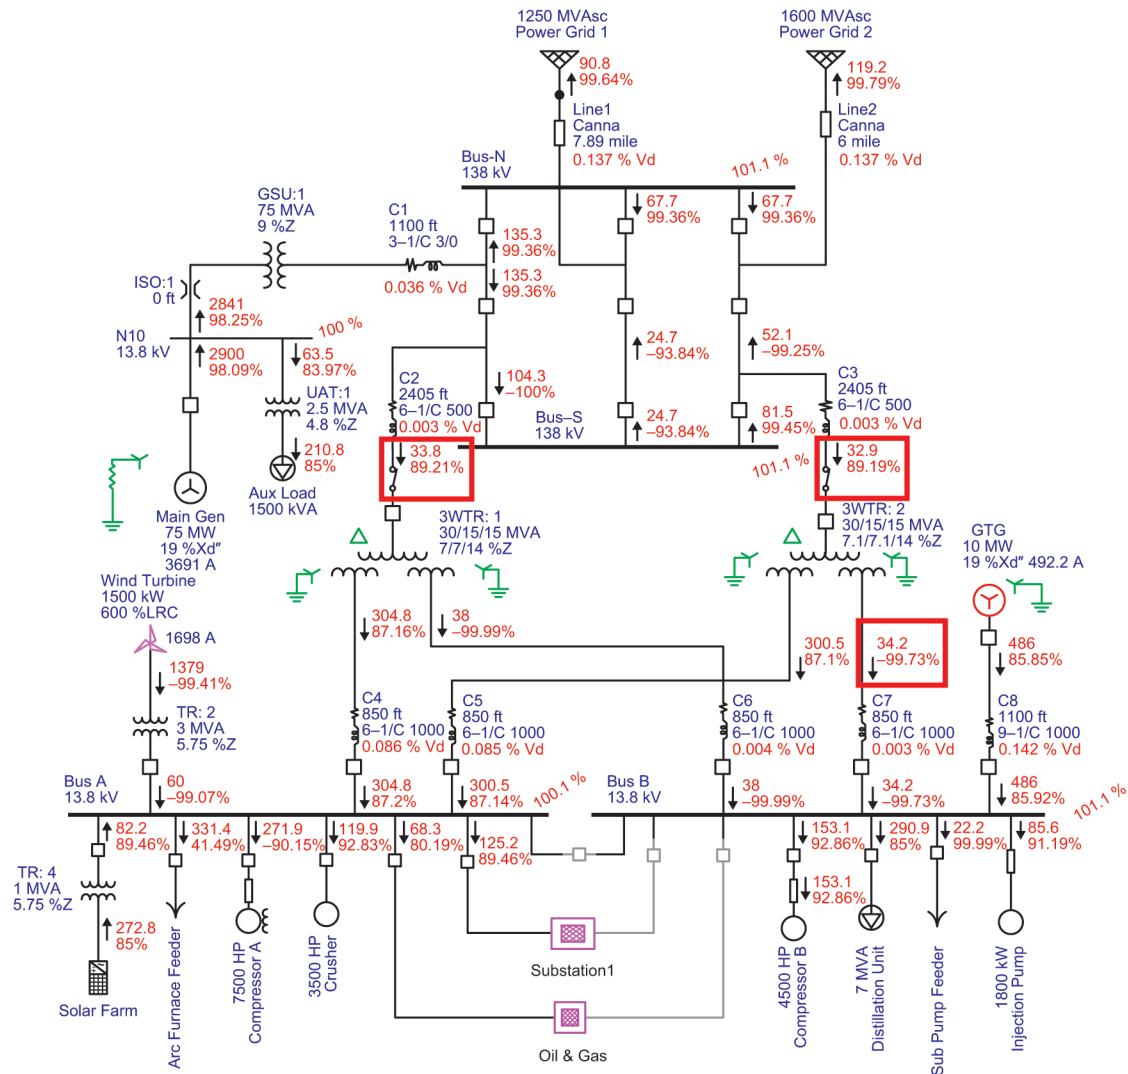 1250 MVAsc
Power Grid 1
1600 MVAsc
Power Grid 2
90.8
99.64%
119.2
99.79%
Line1
Canna
7.89 mile
0.137 % Vd
Line2
Canna
6 mile
0.137 % Vd
Bus-N
138 kV
101.1 %
GSU:1
75 MVA
9 %Z
C1
1100 ft
3–1/C 3/0
0.036 % Vd
135.3
99.36%
135.3
99.36%
67.7
99.36%
67.7
99.36%
ISO:1
0 ft
2841
98.25%
N10
13.8 kV
100 %
2900
98.09%
63.5
83.97%
UAT:1
2.5 MVA
4.8 %Z
210.8
85%
Aux Load
1500 kVA
Main Gen
75 MW
19 %Xd″
3691 A
24.7
–93.84%
52.1
–99.25%
C2
2405 ft
6–1/C 500
0.003 % Vd
104.3
–100%
24.7
–93.84%
81.5
99.45%
C3
2405 ft
6–1/C 500
0.003 % Vd
Bus–S
138 kV
101.1 %
33.8
89.21%
32.9
89.19%
3WTR: 1
30/15/15 MVA
7/7/14 %Z
3WTR: 2
30/15/15 MVA
7.1/7.1/14 %Z
GTG
10 MW
19 %Xd″ 492.2 A
Wind Turbine
1500 kW
600 %LRC
1698 A
1379
–99.41%
TR: 2
3 MVA
5.75 %Z
304.8
87.16%
38
–99.99%
300.5
87.1%
34.2
–99.73%
486
85.85%
C4
850 ft
6–1/C 1000
0.086 % Vd
C5
850 ft
6–1/C 1000
0.085 % Vd
C6
850 ft
6–1/C 1000
0.004 % Vd
C7
850 ft
6–1/C 1000
0.003 % Vd
C8
1100 ft
9–1/C 1000
0.142 % Vd
Bus A
13.8 kV
60
–99.07%
304.8
87.2%
300.5
87.14%
100.1 %
Bus B
13.8 kV
38
–99.99%
34.2
–99.73%
486
85.92%
101.1 %
82.2
89.46%
331.4
41.49%
271.9
–90.15%
119.9
92.83%
68.3
80.19%
125.2
89.46%
153.1
92.86%
290.9
85%
22.2
99.99%
85.6
91.19%
153.1
92.86%
TR: 4
1 MVA
5.75 %Z
272.8
85%
Solar Farm
Arc Furnace Feeder
7500 HP
Compressor A
3500 HP
Crusher
Substation1
Oil & Gas
4500 HP
Compressor B
7 MVA
Distillation Unit
Sub Pump Feeder
1800 kW
Injection Pump